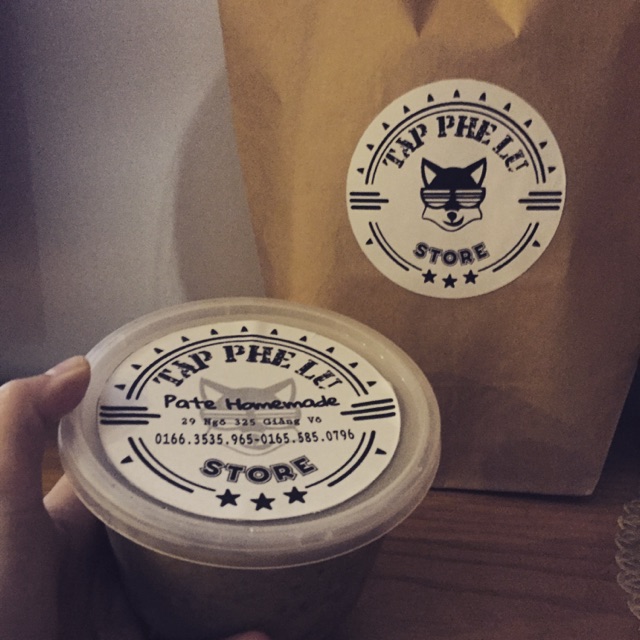 TAP PHE LU
STORE
TAP PHE LU
Pate Homemade
29 Ngõ 325 Giảng Võ
0166.3535.965-0165.585.0796
STORE